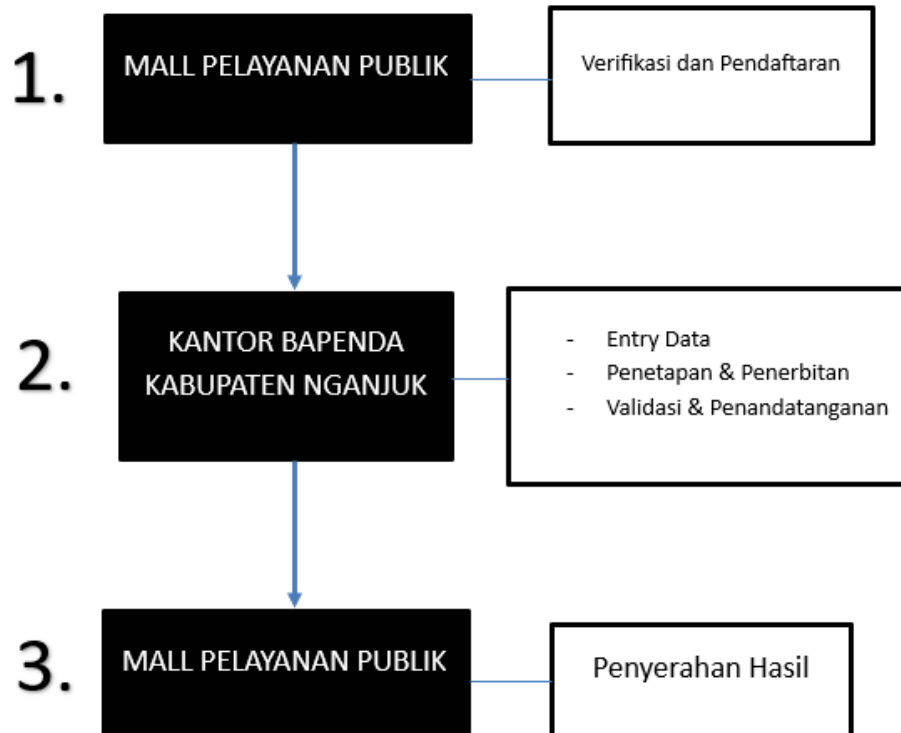 1.
MALL PELAYANAN PUBLIK
Verifikasi dan Pendaftaran
2.
KANTOR BAPENDA
KABUPATEN NGANJUK
- Entry Data
- Penetapan & Penerbitan
- Validasi & Penandatanganan
3.
MALL PELAYANAN PUBLIK
Penyerahan Hasil